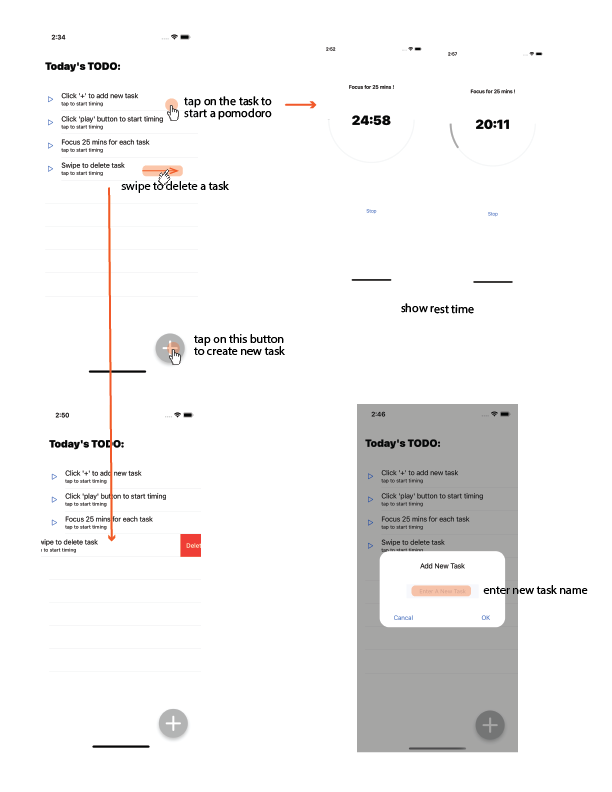 2:34
Today's TODO:
Click '+' to add new task
tap to start timing
Click 'play' button to start timing
tap to start timing
Focus 25 mins for each task
tap to start timing
Swipe to delete task
tap to start timing
tap on the task to
start a pomodoro
swipe to delete a task
tap on this button
to create new task
2:52
Focus for 25 mins !
24:58
Stop
2:57
Focus for 25 mins !
20:11
Stop
show rest time
2:50
Today's TODO:
Click '+' to add new task
tap to start timing
Click 'play' button to start timing
tap to start timing
Focus 25 mins for each task
tap to start timing
wipe to delete task
to start timing
Delet
2:46
Today's TODO:
Click '+' to add new task
tap to start timing
Click 'play' button to start timing
tap to start timing
Focus 25 mins for each task
tap to start timing
Swipe to delete task
tap to start timing
Add New Task
Enter A New Task
Cancal
OK
enter new task name